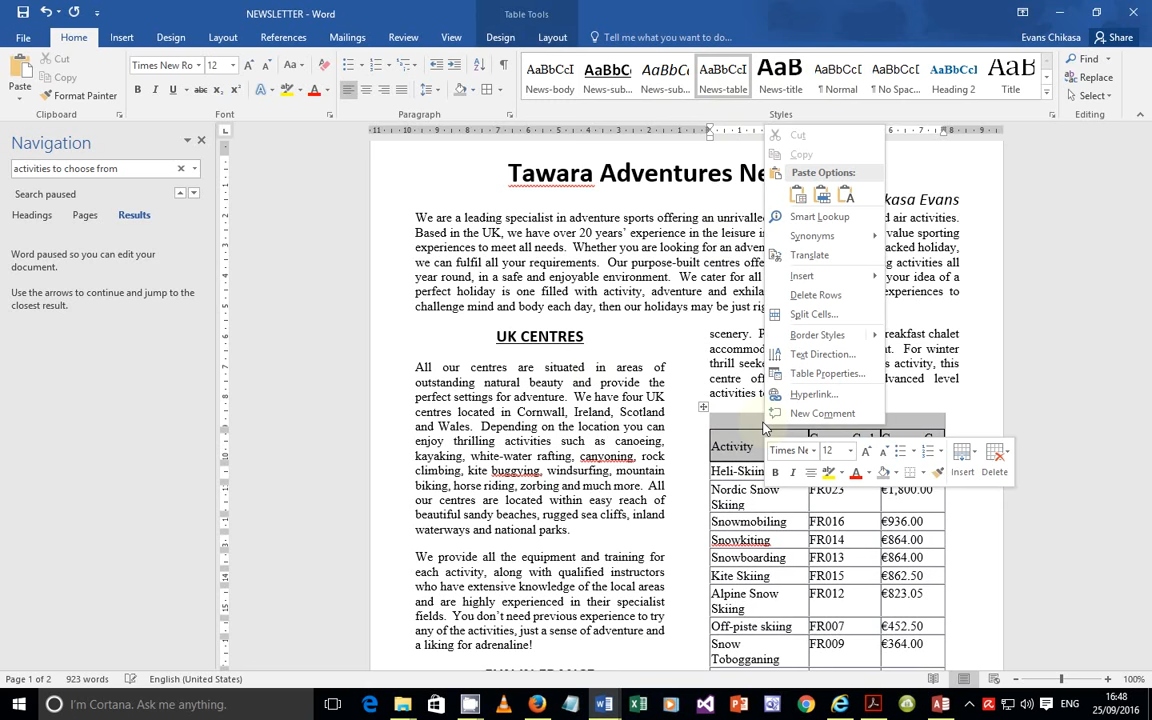 NEWSLETTER - Word
Table Tools
File
Home
Insert
Design
Layout
References
Mailings
Review
View
Design
Layout
Tell me what you want to do...
Evans Chikasa
Share
Paste
Cut
Copy
Format Painter
Clipboard
Times New Ro
12
Font
Paragraph
AaBbCcI
News-body
AaBbCc
News-sub...
AaBbCc
News-sub...
AaBbCcI
News-table
AaB
News-title
AaBbCcI
¶ Normal
AaBbCcI
¶ No Spac...
AaBbCcI
Heading 2
AaB
Title
Styles
Find
Replace
Select
Editing
Navigation
activities to choose from
Search paused
Headings
Pages
Results
Word paused so you can edit your
document.
Use the arrows to continue and jump to the
closest result.
Tawara Adventures Ne
kasa Evans
We are a leading specialist in adventure sports offering an unrivalle
d air activities.
Based in the UK, we have over 20 years' experience in the leisure in
value sporting
experiences to meet all needs. Whether you are looking for an adven
acked holiday,
we can fulfil all your requirements. Our purpose-built centres offe
g activities all
year round, in a safe and enjoyable environment. We cater for all
your idea of a
perfect holiday is one filled with activity, adventure and exhila
xperiences to
challenge mind and body each day, then our holidays may be just rig
UK CENTRES
All our centres are situated in areas of
outstanding natural beauty and provide the
perfect settings for adventure. We have four UK
centres located in Cornwall, Ireland, Scotland
and Wales. Depending on the location you can
enjoy thrilling activities such as canoeing,
kayaking, white-water rafting, canyoning, rock
climbing, kite buggying, windsurfing, mountain
biking, horse riding, zorbing and much more. All
our centres are located within easy reach of
beautiful sandy beaches, rugged sea cliffs, inland
waterways and national parks.
We provide all the equipment and training for
each activity, along with qualified instructors
who have extensive knowledge of the local areas
and are highly experienced in their specialist
fields. You don't need previous experience to try
any of the activities, just a sense of adventure and
a liking for adrenaline!
scenery. P
reakfast chalet
accommod
nt. For winter
thrill seeke
s activity, this
centre off
dvanced level
activities to
Activity
Heli-Skiin
Nordic Snow
Skiing
FR023
€1,800.00
Snowmobiling
FR016
€936.00
Snowkiting
FR014
€864.00
Snowboarding
FR013
€864.00
Kite Skiing
FR015
€862.50
Alpine Snow
Skiing
FR012
€823.05
Off-piste skiing
FR007
€452.50
Snow
Tobogganing
FR009
€364.00
Cut
Copy
Paste Options:
Smart Lookup
Synonyms
Translate
Insert
Delete Rows
Split Cells...
Border Styles
Text Direction...
Table Properties...
Hyperlink...
New Comment
Times Ne
12
Insert
Delete
Page 1 of 2
923 words
English (United States)
100%
I'm Cortana. Ask me anything.
16:48
25/09/2016